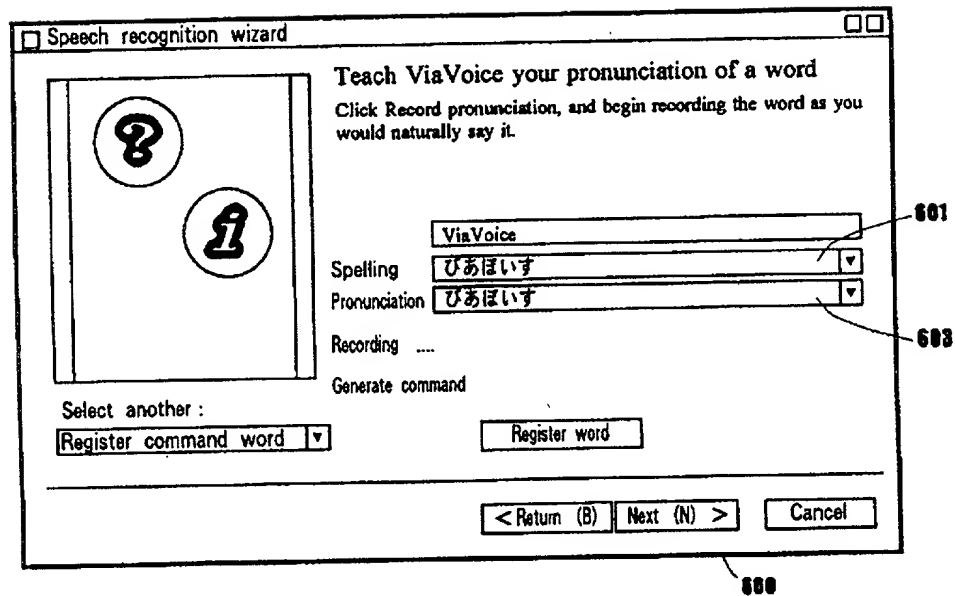 Speech recognition wizard
Teach ViaVoice your pronunciation of a word
Click Record pronunciation, and begin recording the word as you
would naturally say it.
ViaVoice
Spelling びあぼいす
Pronunciation びあぼいす
Recording ....
Generate command
Select another :
Register command word
Register word
< Return (B)
Next (N) >
Cancel
601
603
600